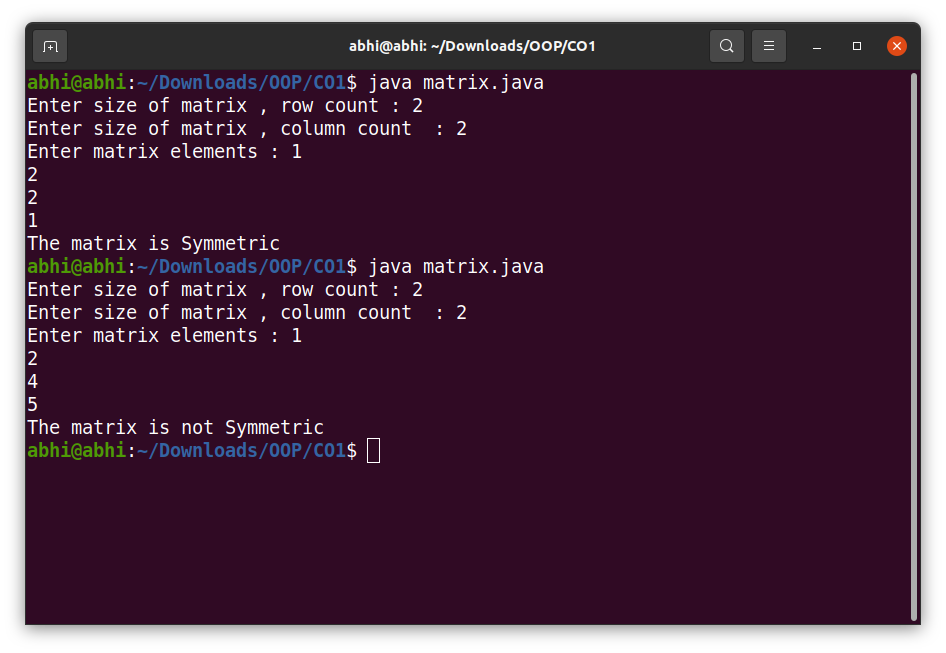 abhi@abhi: ~/Downloads/OOP/CO1
abhi@abhi:~/Downloads/OOP/CO1$ java matrix.java
Enter size of matrix , row count : 2
Enter size of matrix , column count  : 2
Enter matrix elements : 1
2
2
1
The matrix is Symmetric
abhi@abhi:~/Downloads/OOP/CO1$ java matrix.java
Enter size of matrix , row count : 2
Enter size of matrix , column count  : 2
Enter matrix elements : 1
2
4
5
The matrix is not Symmetric
abhi@abhi:~/Downloads/OOP/CO1$